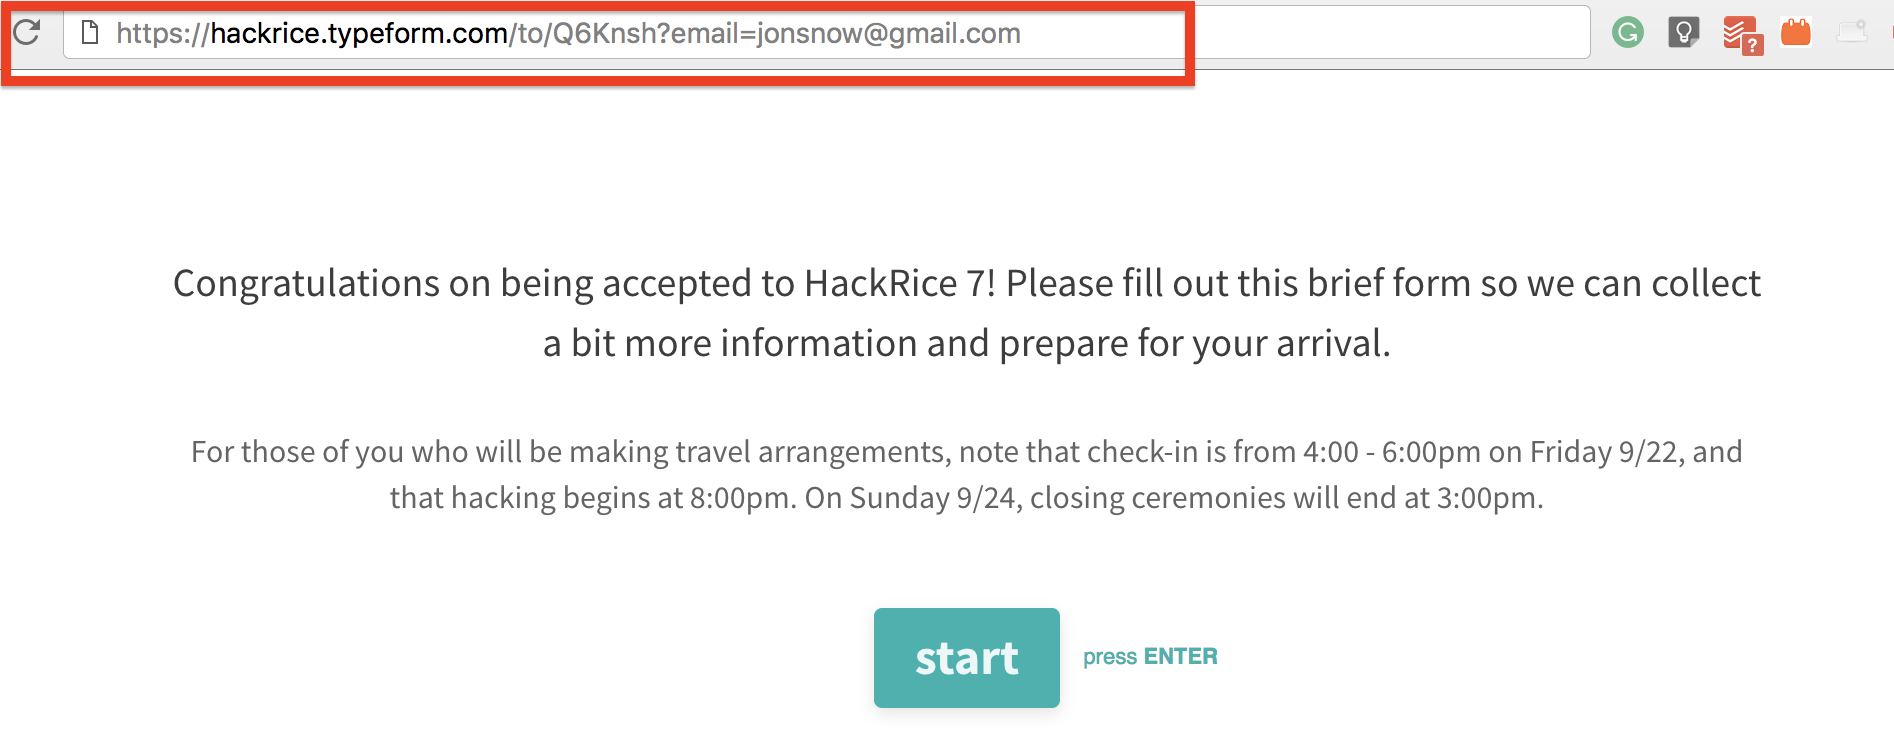 https://hackrice.typeform.com/to/Q6Knsh?email=jonsnow@gmail.com
Congratulations on being accepted to HackRice 7! Please fill out this brief form so we can collect
a bit more information and prepare for your arrival.
For those of you who will be making travel arrangements, note that check-in is from 4:00 - 6:00pm on Friday 9/22, and
that hacking begins at 8:00pm. On Sunday 9/24, closing ceremonies will end at 3:00pm.
start press ENTER